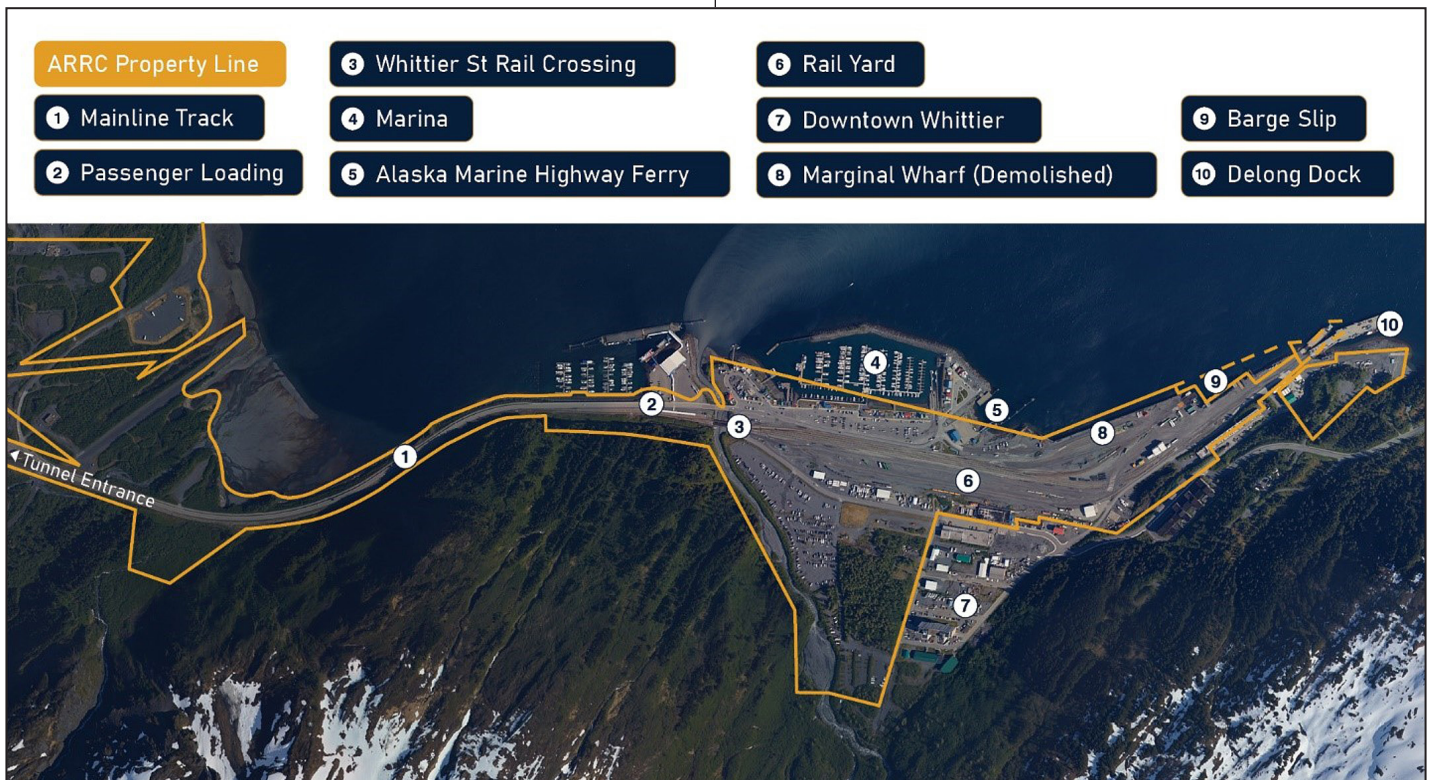 ARRC Property Line
1 Mainline Track
2 Passenger Loading
3 Whittier St Rail Crossing
4 Marina
5 Alaska Marine Highway Ferry
6 Rail Yard
7 Downtown Whittier
8 Marginal Wharf (Demolished)
9 Barge Slip
10 Delong Dock
◀Tunnel Entrance
1
2
3
4
5
6
7
8
9
10